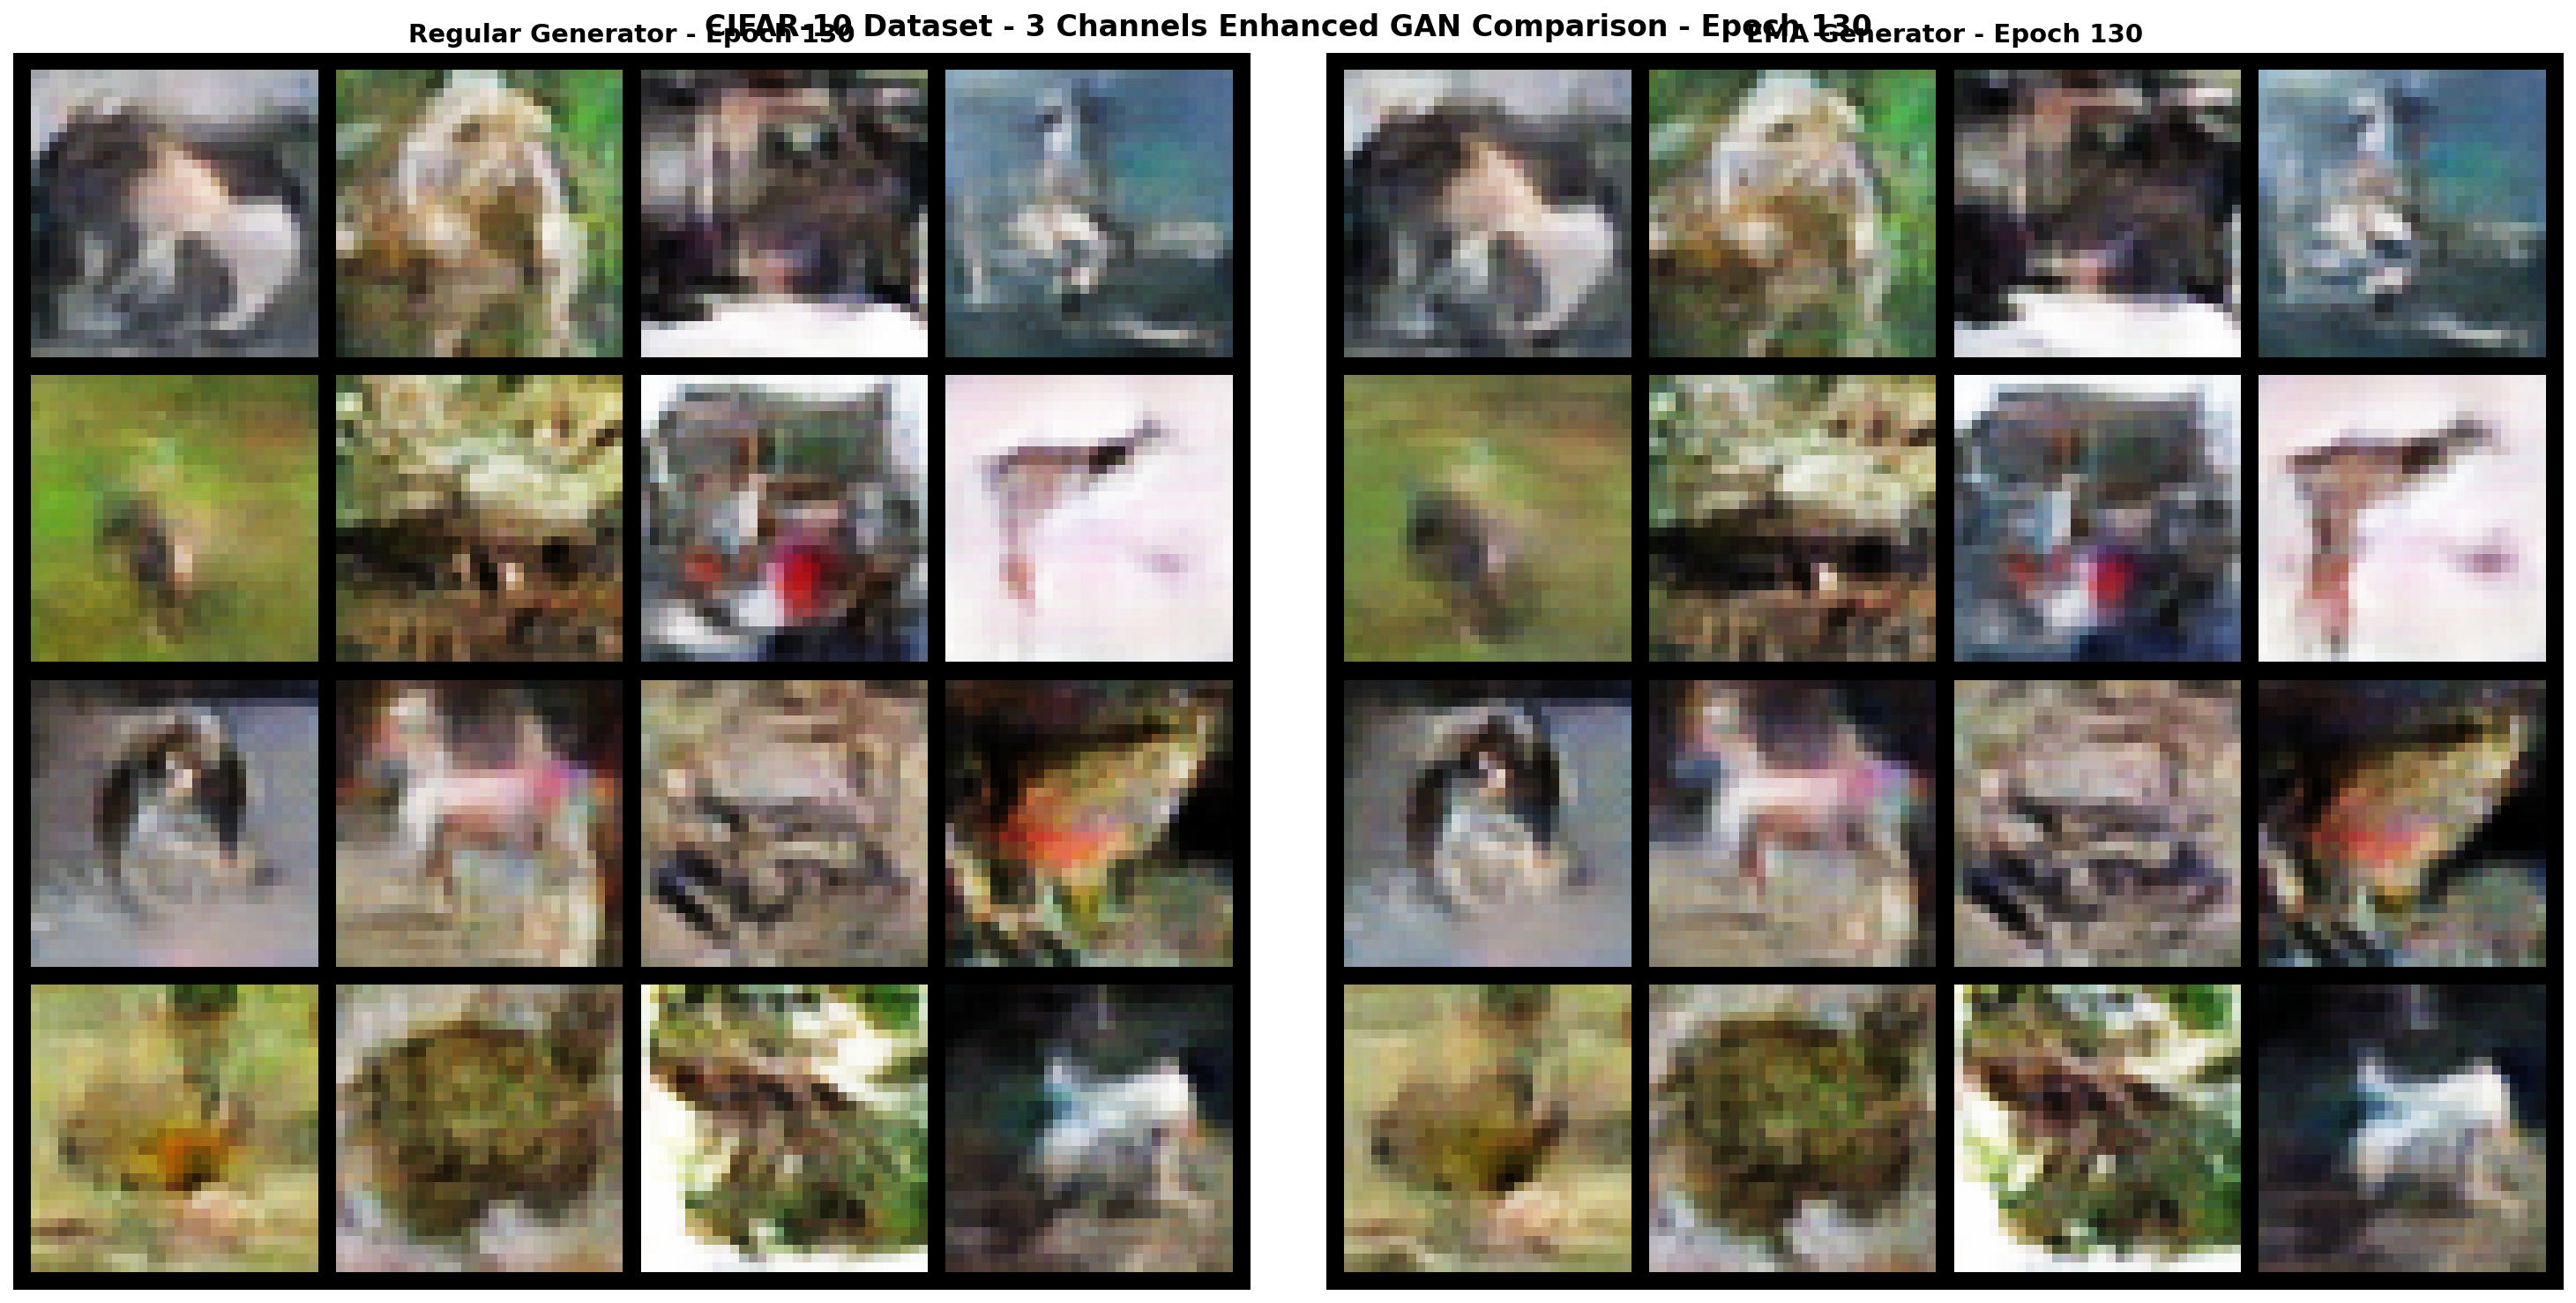 CIFAR-10 Dataset - 3 Channels Enhanced GAN Comparison - Epoch 130
Regular Generator - Epoch 130
EMA Generator - Epoch 130